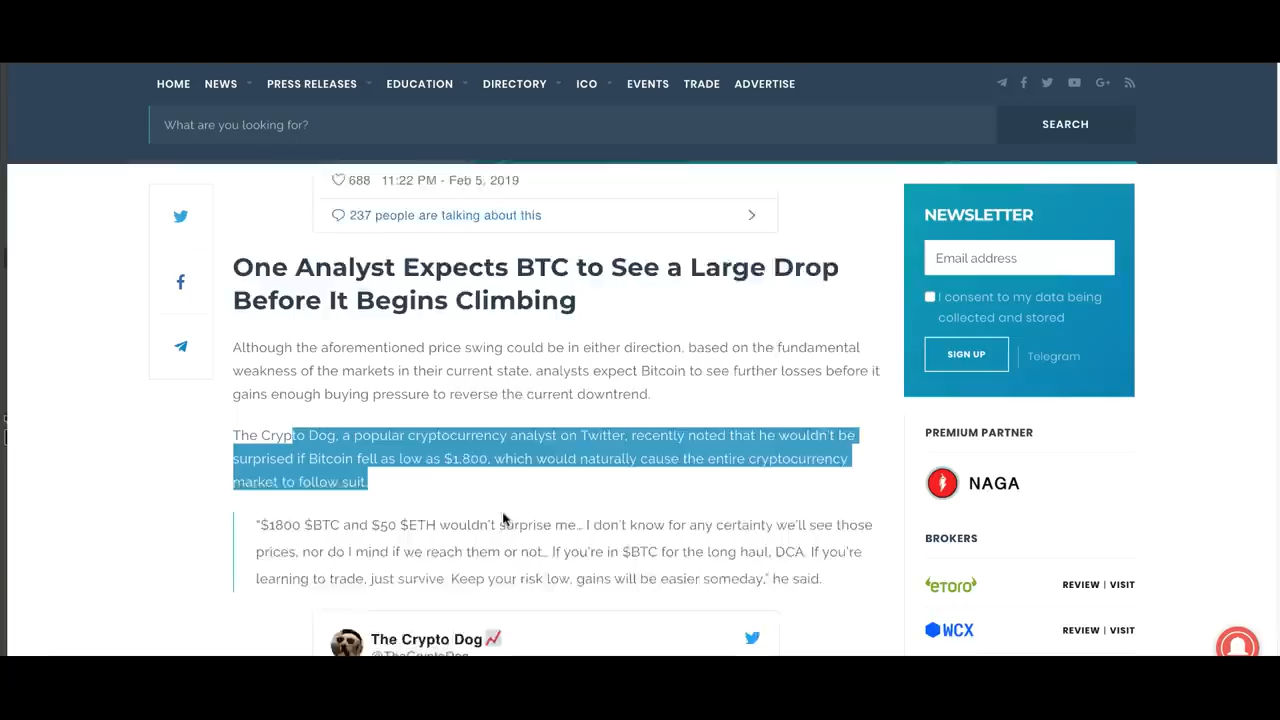 HOME NEWS PRESS RELEASES EDUCATION DIRECTORY ICO EVENTS TRADE ADVERTISE
What are you looking for?
SEARCH
688 11:22 PM - Feb 5, 2019
237 people are talking about this
One Analyst Expects BTC to See a Large Drop
Before It Begins Climbing
Although the aforementioned price swing could be in either direction, based on the fundamental
weakness of the markets in their current state, analysts expect Bitcoin to see further losses before it
gains enough buying pressure to reverse the current downtrend.
The Crypto Dog, a popular cryptocurrency analyst on Twitter, recently noted that he wouldn't be
surprised if Bitcoin fell as low as $1,800, which would naturally cause the entire cryptocurrency
market to follow suit.
"$1800 $BTC and $50 $ETH wouldn't surprise me… I don't know for any certainty we'll see those
prices, nor do I mind if we reach them or not… If you're in $BTC for the long haul, DCA. If you're
learning to trade, just survive. Keep your risk low, gains will be easier someday," he said.
The Crypto Dog
@TheCryptoDog
NEWSLETTER
Email address
I consent to my data being
collected and stored
SIGN UP
Telegram
PREMIUM PARTNER
NAGA
BROKERS
eToro REVIEW | VISIT
WCX REVIEW | VISIT